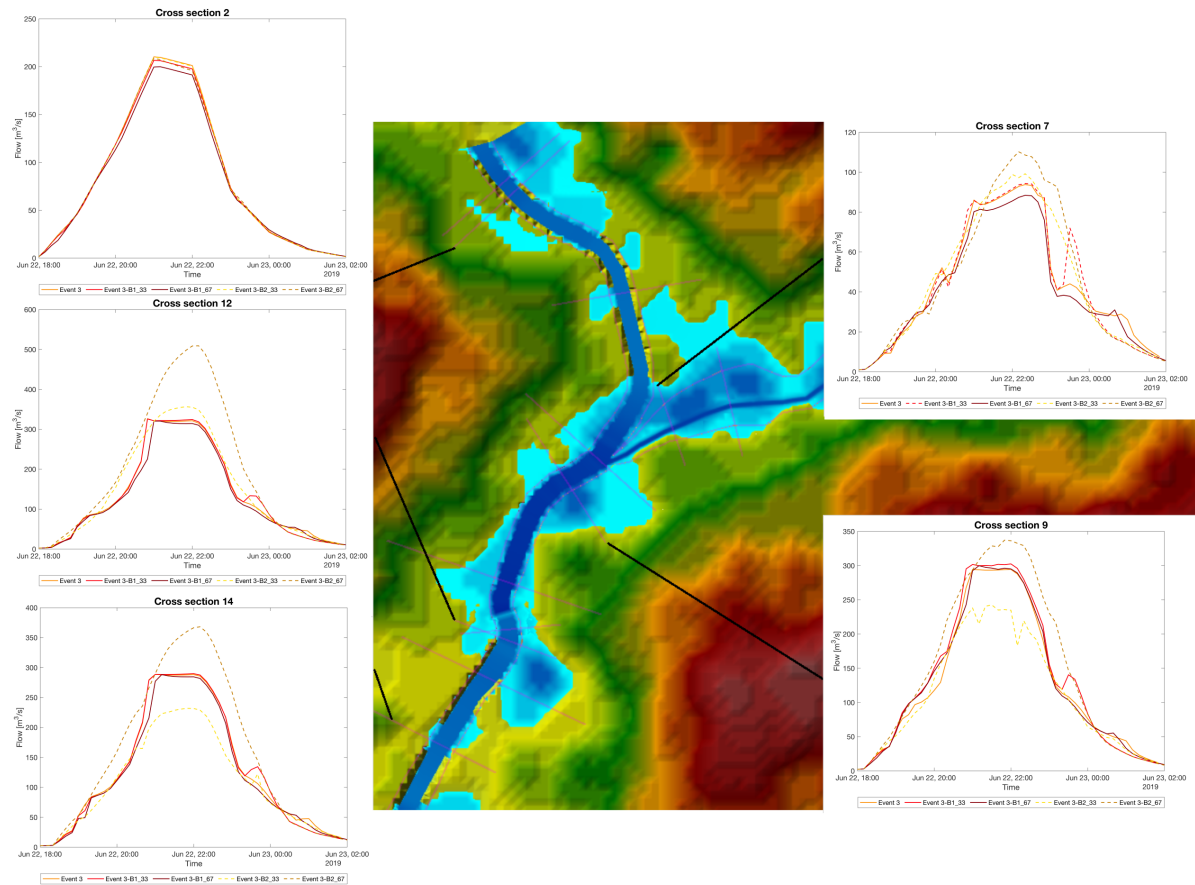 Cross section 2
250
200
150
100
50
0
Flow [m³/s]
Jun 22, 18:00 Jun 22, 20:00 Jun 22, 22:00 Jun 23, 00:00 Jun 23, 02:00
Time 2019
Event 3 Event 3-B1_33 Event 3-B1_67 Event 3-B2_33 Event 3-B2_67
Cross section 12
600
500
400
300
200
100
0
Flow [m³/s]
Jun 22, 18:00 Jun 22, 20:00 Jun 22, 22:00 Jun 23, 00:00 Jun 23, 02:00
Time 2019
Event 3 Event 3-B1_33 Event 3-B1_67 Event 3-B2_33 Event 3-B2_67
Cross section 14
400
350
300
250
200
150
100
50
0
Flow [m³/s]
Jun 22, 18:00 Jun 22, 20:00 Jun 22, 22:00 Jun 23, 00:00 Jun 23, 02:00
Time 2019
Event 3 Event 3-B1_33 Event 3-B1_67 Event 3-B2_33 Event 3-B2_67
Cross section 7
120
100
80
60
40
20
0
Flow [m³/s]
Jun 22, 18:00 Jun 22, 20:00 Jun 22, 22:00 Jun 23, 00:00 Jun 23, 02:00
Time 2019
Event 3 Event 3-B1_33 Event 3-B1_67 Event 3-B2_33 Event 3-B2_67
Cross section 9
350
300
250
200
150
100
50
0
Flow [m³/s]
Jun 22, 18:00 Jun 22, 20:00 Jun 22, 22:00 Jun 23, 00:00 Jun 23, 02:00
Time 2019
Event 3 Event 3-B1_33 Event 3-B1_67 Event 3-B2_33 Event 3-B2_67